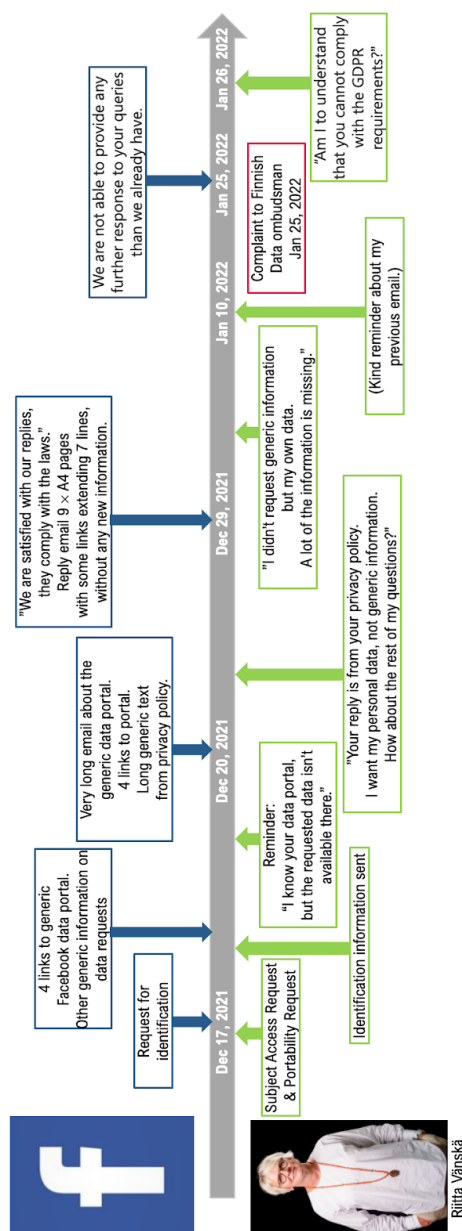 Request for
identification
4 links to generic
Facebook data portal.
Other generic information on
data requests
Very long email about the
generic data portal.
4 links to portal.
Long generic text
from privacy policy.
"We are satisfied with our replies,
they comply with the laws."
Reply email 9 × A4 pages
with some links extending 7 lines,
without any new information.
We are not able to provide any
further response to your queries
than we already have.
Dec 17, 2021
Dec 20, 2021
Dec 29, 2021
Jan 10, 2022
Jan 25, 2022
Jan 26, 2022
Subject Access Request
& Portability Request
Identification information sent
Reminder:
"I know your data portal,
but the requested data isn't
available there."
"Your reply is from your privacy policy.
I want my personal data, not generic information.
How about the rest of my questions?"
"I didn't request generic information
but my own data.
A lot of the information is missing."
(Kind reminder about my
previous email.)
Complaint to Finnish
Data ombudsman
Jan 25, 2022
"Am I to understand
that you cannot comply
with the GDPR
requirements?"
Riitta Vänskä